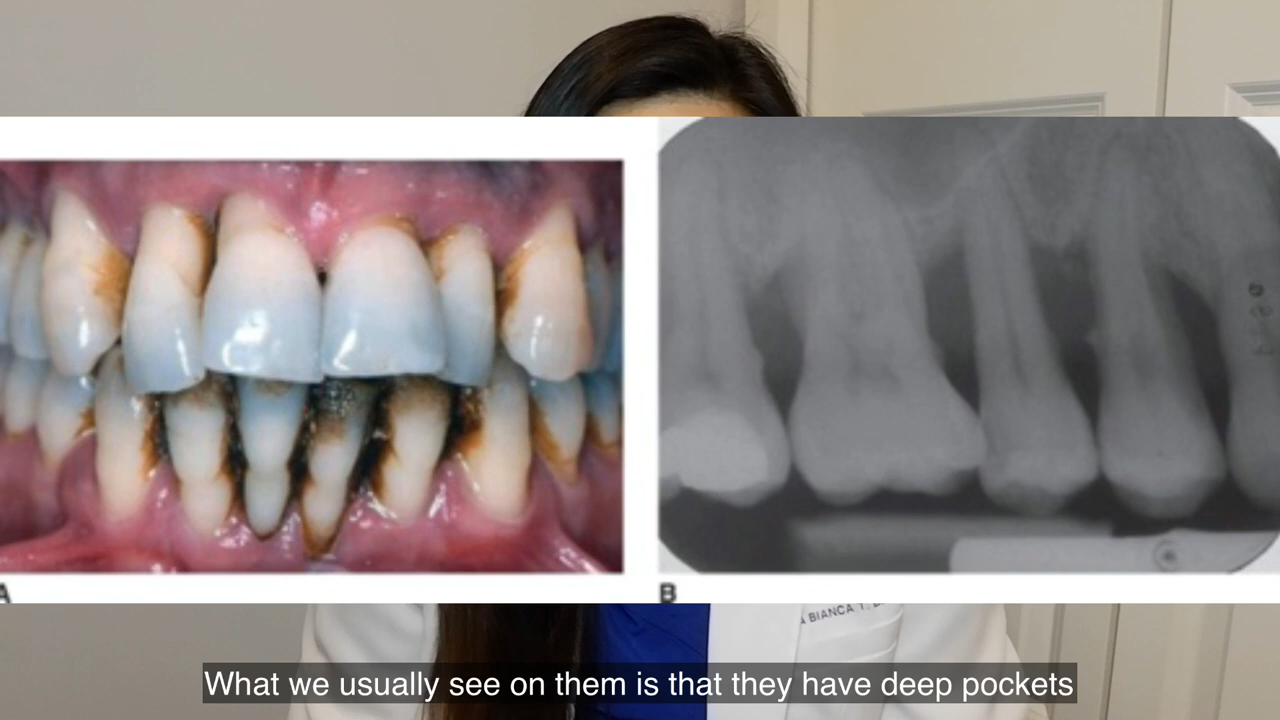 A
B
BIANCA T.
What we usually see on them is that they have deep pockets